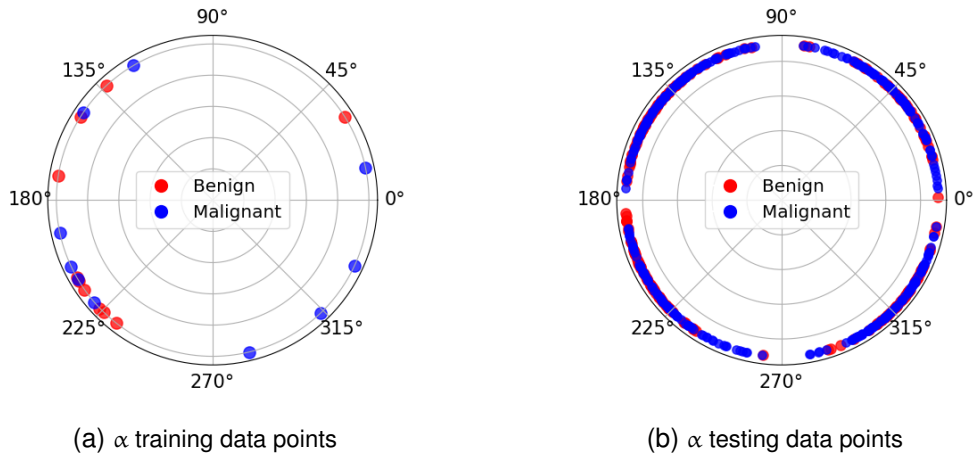 90°
135°
45°
180°
0°
225°
315°
270°
Benign
Malignant
(a) α training data points
90°
135°
45°
180°
0°
225°
315°
270°
Benign
Malignant
(b) α testing data points